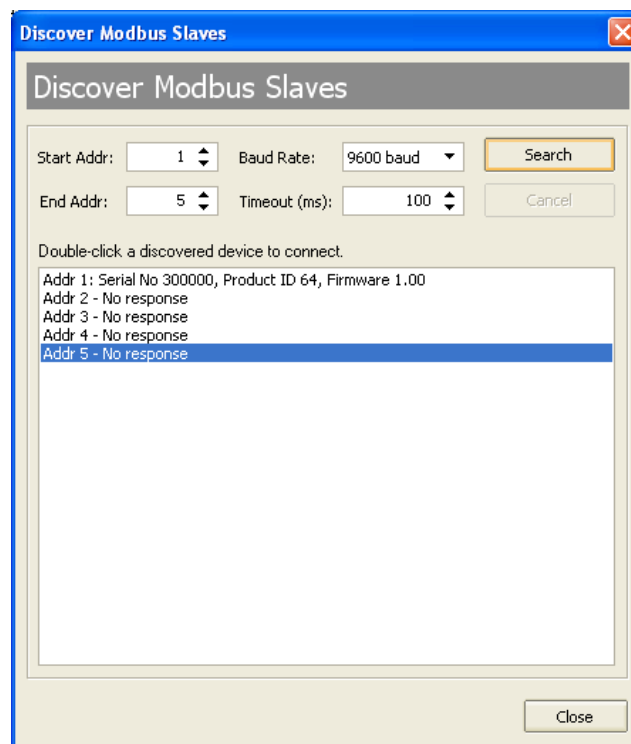 Discover Modbus Slaves
Discover Modbus Slaves
Start Addr: 1 Baud Rate: 9600 baud Search
End Addr: 5 Timeout (ms): 100 Cancel
Double-click a discovered device to connect.
Addr 1: Serial No 300000, Product ID 64, Firmware 1.00
Addr 2 - No response
Addr 3 - No response
Addr 4 - No response
Addr 5 - No response
Close